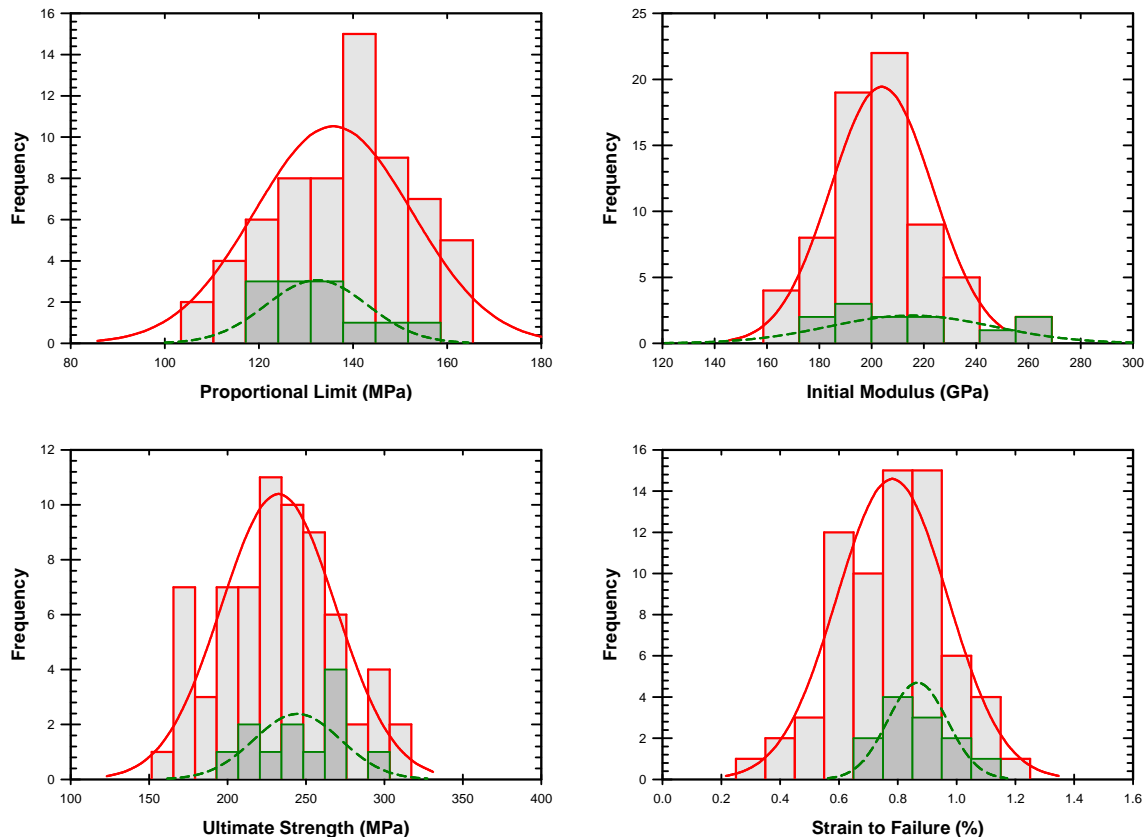 16
14
12
10
8
6
4
2
0
Frequency
80 100 120 140 160 180
Proportional Limit (MPa)
25
20
15
10
5
0
Frequency
120 140 160 180 200 220 240 260 280 300
Initial Modulus (GPa)
12
10
8
6
4
2
0
Frequency
100 150 200 250 300 350 400
Ultimate Strength (MPa)
16
14
12
10
8
6
4
2
0
Frequency
0.0 0.2 0.4 0.6 0.8 1.0 1.2 1.4 1.6
Strain to Failure (%)